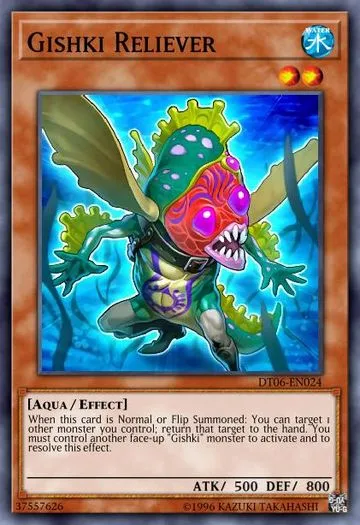 Gishki Reliever
WATER
水
DT06-EN024
[Aqua / Effect]
When this card is Normal or Flip Summoned: You can target 1
other monster you control; return that target to the hand. You
must control another face-up "Gishki" monster to activate and to
resolve this effect.
ATK/ 500 DEF/ 800
37557626
©1996 KAZUKI TAKAHASHI